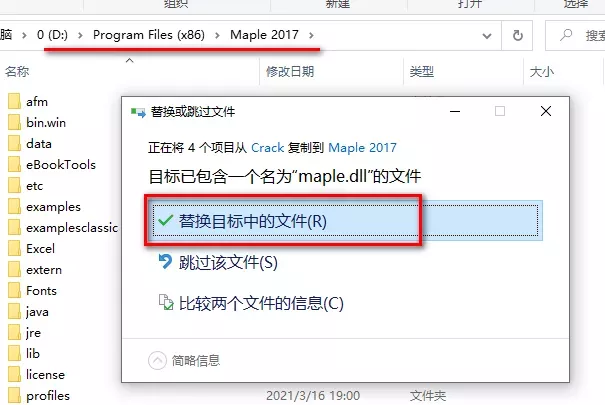 组织 新建 打开 选择
脑 › 0 (D:) › Program Files (x86) › Maple 2017 › 搜索
名称 修改日期 类型 大小
afm
bin.win
data
eBookTools
etc
examples
examplesclassic
Excel
extern
Fonts
java
jre
lib
license
profiles 2021/3/16 19:00 文件夹
替换或跳过文件
正在将 4 个项目从 Crack 复制到 Maple 2017
目标已包含一个名为"maple.dll"的文件
替换目标中的文件(R)
跳过该文件(S)
比较两个文件的信息(C)
简略信息